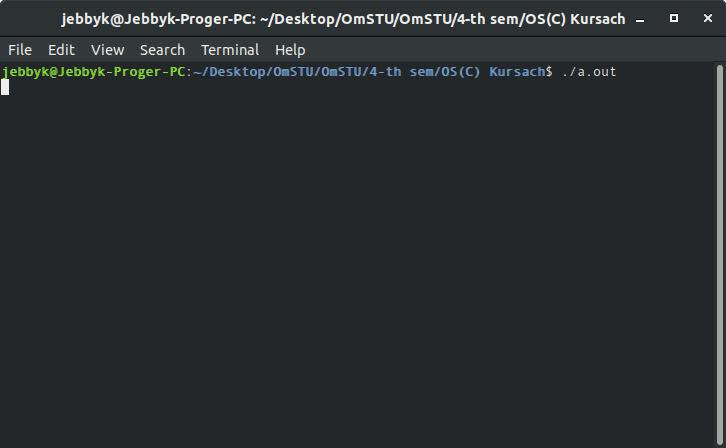 jebbyk@Jebbyk-Proger-PC: ~/Desktop/OmSTU/OmSTU/4-th sem/OS(C) Kursach
File Edit View Search Terminal Help
jebbyk@Jebbyk-Proger-PC:~/Desktop/OmSTU/OmSTU/4-th sem/OS(C) Kursach$ ./a.out